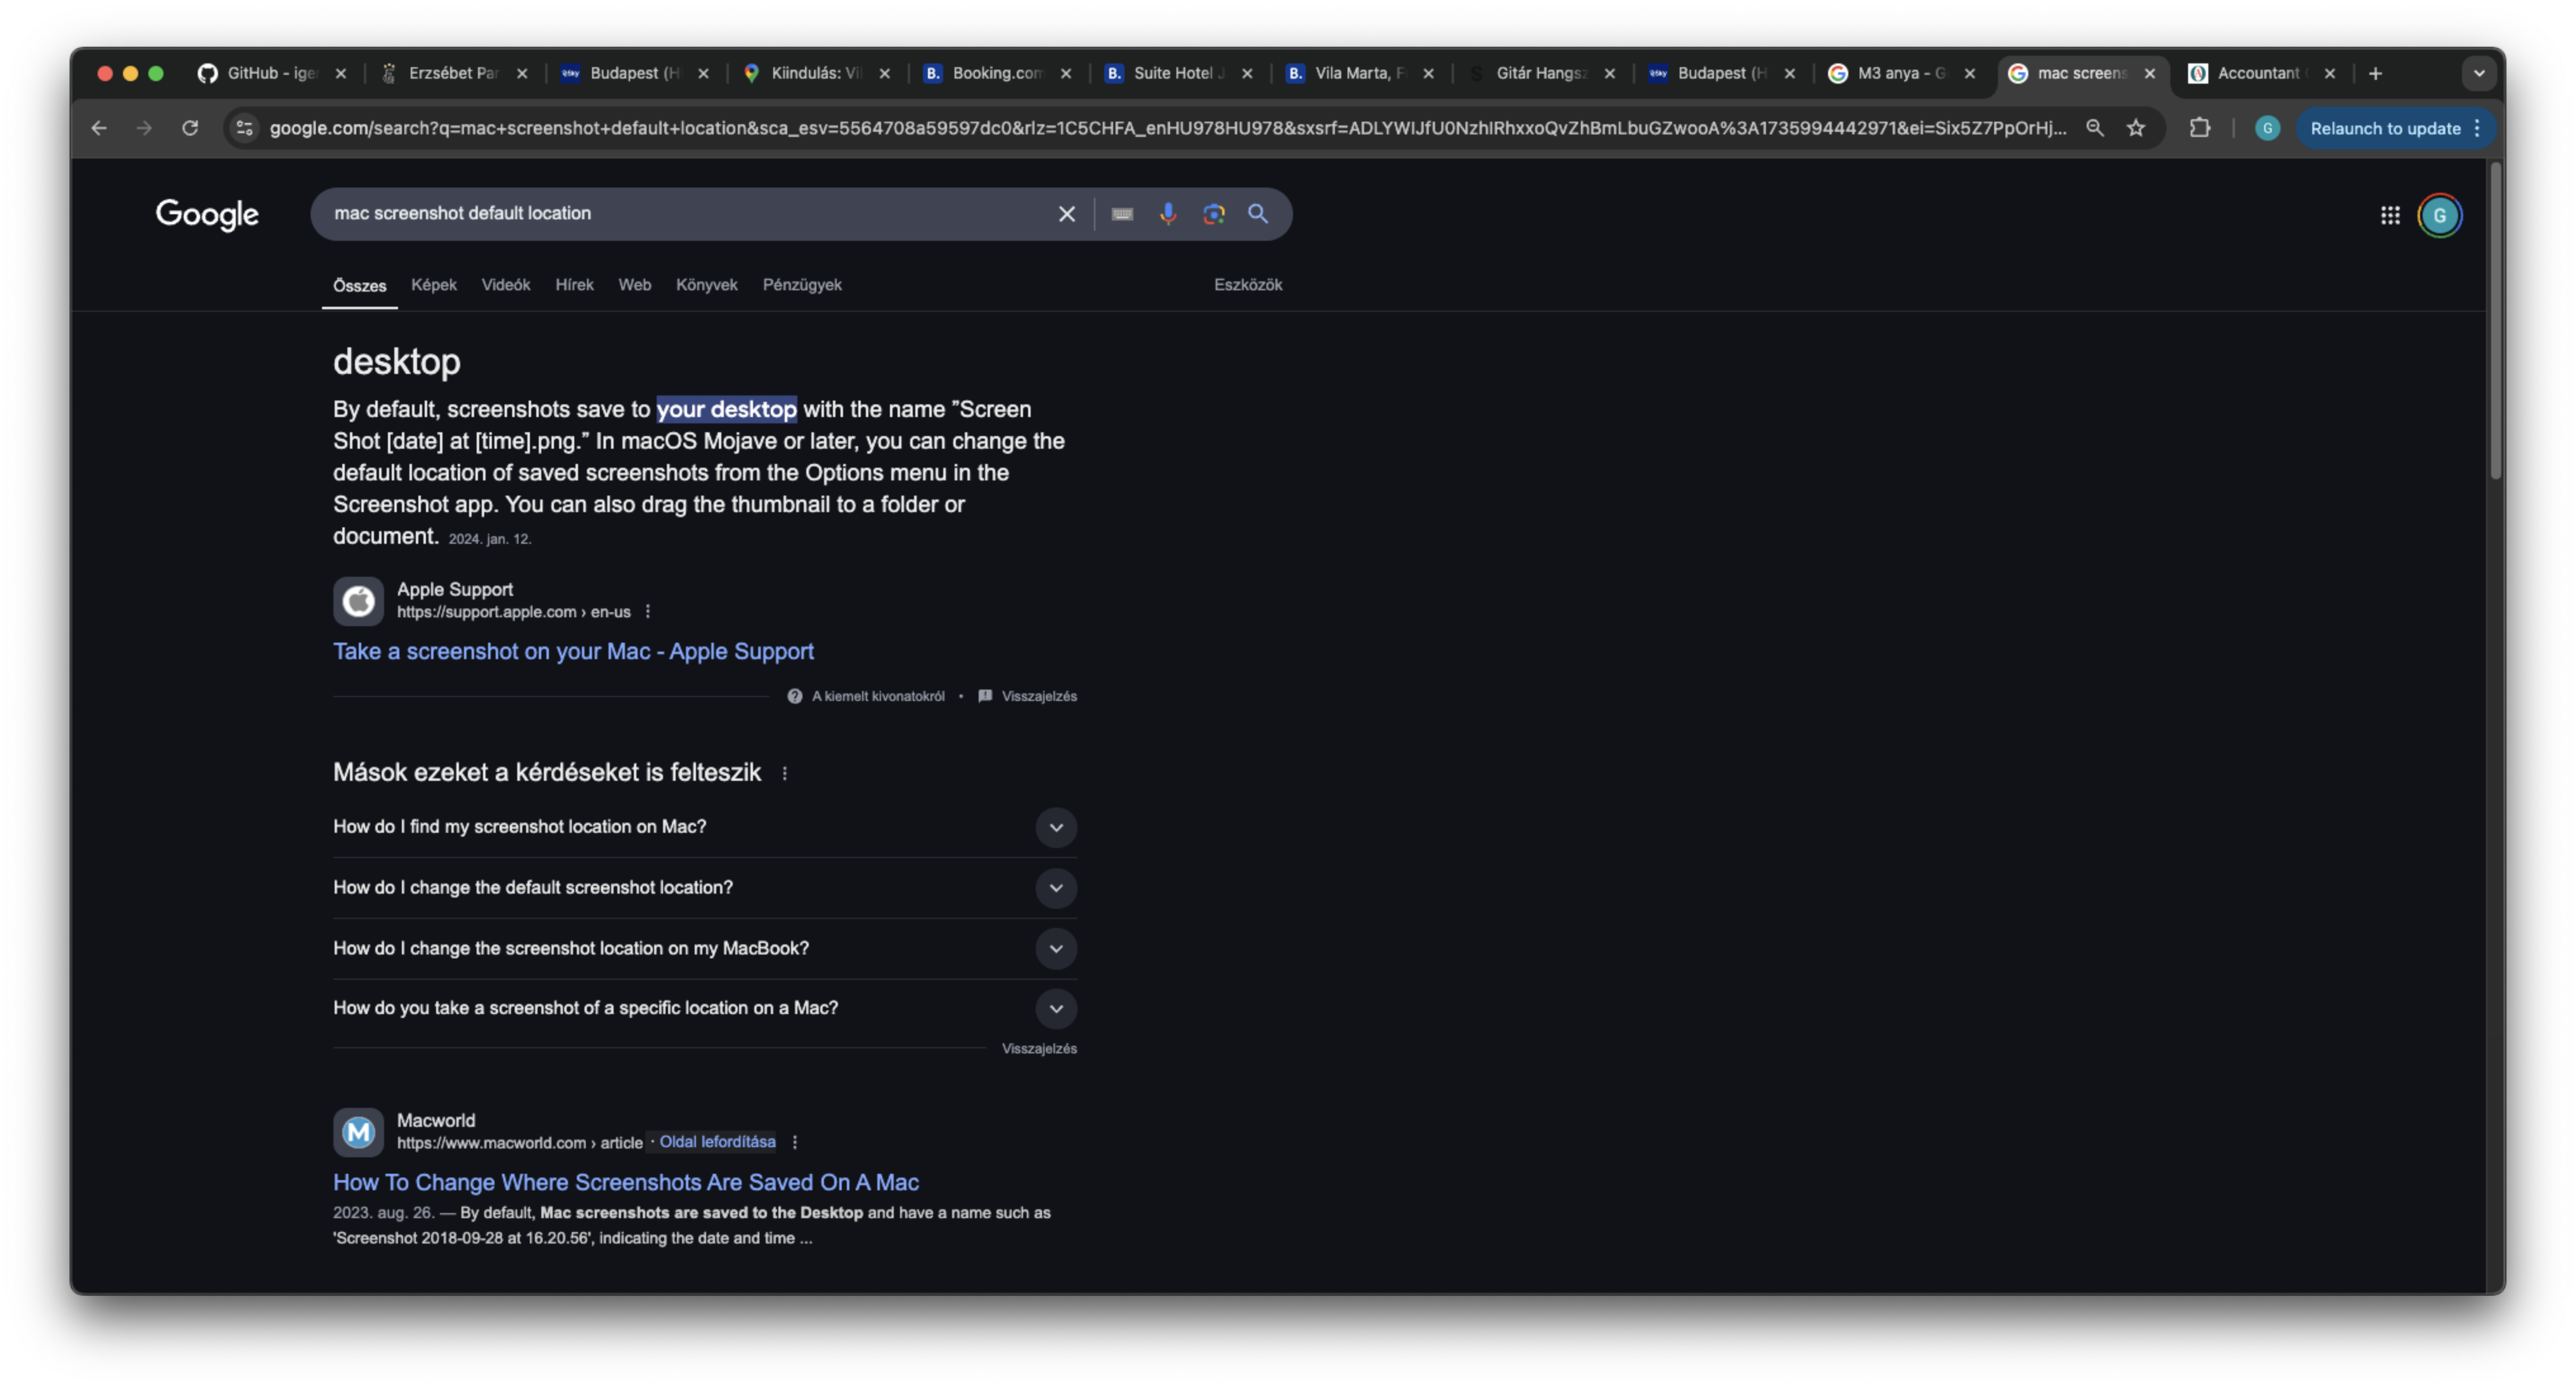 GitHub - ige
Erzsébet Par
Budapest (H
Kiindulás: Vil
Booking.com
Suite Hotel J
Vila Marta, F
Gitár Hangsz
Budapest (H
M3 anya - G
mac screens
Accountant
google.com/search?q=mac+screenshot+default+location&sca_esv=5564708a59597dc0&rlz=1C5CHFA_enHU978HU978&sxsrf=ADLYWIJfU0NzhIRhxxoQvZhBmLbuGZwooA%3A1735994442971&ei=Six5Z7PpOrHj...
G
Relaunch to update
Google
mac screenshot default location
G
Összes Képek Videók Hírek Web Könyvek Pénzügyek Eszközök
desktop
By default, screenshots save to your desktop with the name ”Screen
Shot [date] at [time].png.” In macOS Mojave or later, you can change the
default location of saved screenshots from the Options menu in the
Screenshot app. You can also drag the thumbnail to a folder or
document. 2024. jan. 12.
Apple Support
https://support.apple.com › en-us
Take a screenshot on your Mac - Apple Support
A kiemelt kivonatokról • Visszajelzés
Mások ezeket a kérdéseket is felteszik
How do I find my screenshot location on Mac?
How do I change the default screenshot location?
How do I change the screenshot location on my MacBook?
How do you take a screenshot of a specific location on a Mac?
Visszajelzés
M
Macworld
https://www.macworld.com › article · Oldal lefordítása
How To Change Where Screenshots Are Saved On A Mac
2023. aug. 26. — By default, Mac screenshots are saved to the Desktop and have a name such as
'Screenshot 2018-09-28 at 16.20.56', indicating the date and time ...